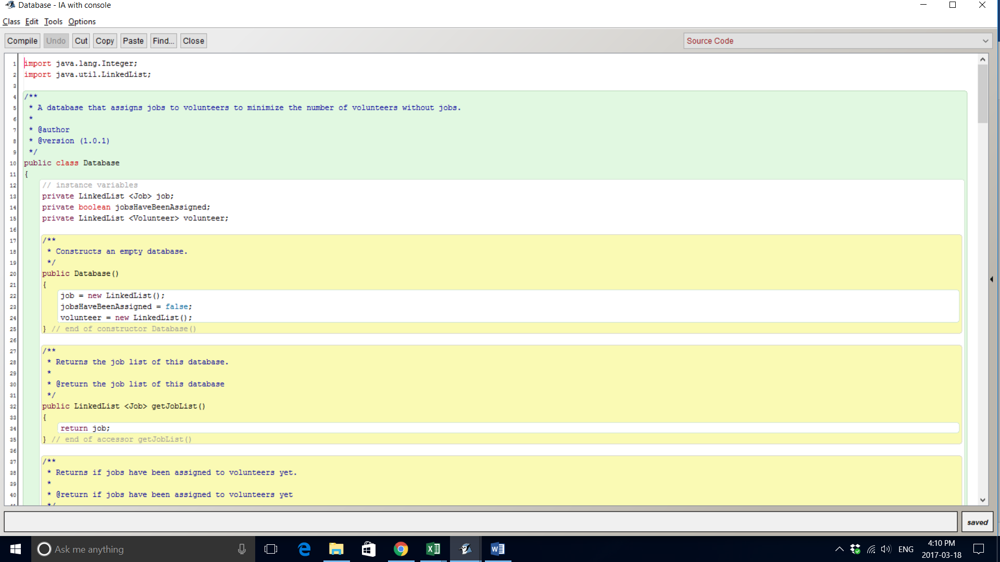 Database - IA with console
Class Edit Tools Options
Compile Undo Cut Copy Paste Find... Close Source Code
1 import java.lang.Integer;
2 import java.util.LinkedList;
3
4 /**
5 * A database that assigns jobs to volunteers to minimize the number of volunteers without jobs.
6 *
7 * @author
8 * @version (1.0.1)
9 */
10 public class Database
11 {
12 // instance variables
13 private LinkedList <Job> job;
14 private boolean jobsHaveBeenAssigned;
15 private LinkedList <Volunteer> volunteer;
16
17 /**
18 * Constructs an empty database.
19 */
20 public Database()
21 {
22 job = new LinkedList();
23 jobsHaveBeenAssigned = false;
24 volunteer = new LinkedList();
25 } // end of constructor Database()
26
27 /**
28 * Returns the job list of this database.
29 *
30 * @return the job list of this database
31 */
32 public LinkedList <Job> getJobList()
33 {
34 return job;
35 } // end of accessor getJobList()
36
37 /**
38 * Returns if jobs have been assigned to volunteers yet.
39 *
40 * @return if jobs have been assigned to volunteers yet
*/
saved
Ask me anything
ENG
4:10 PM
2017-03-18